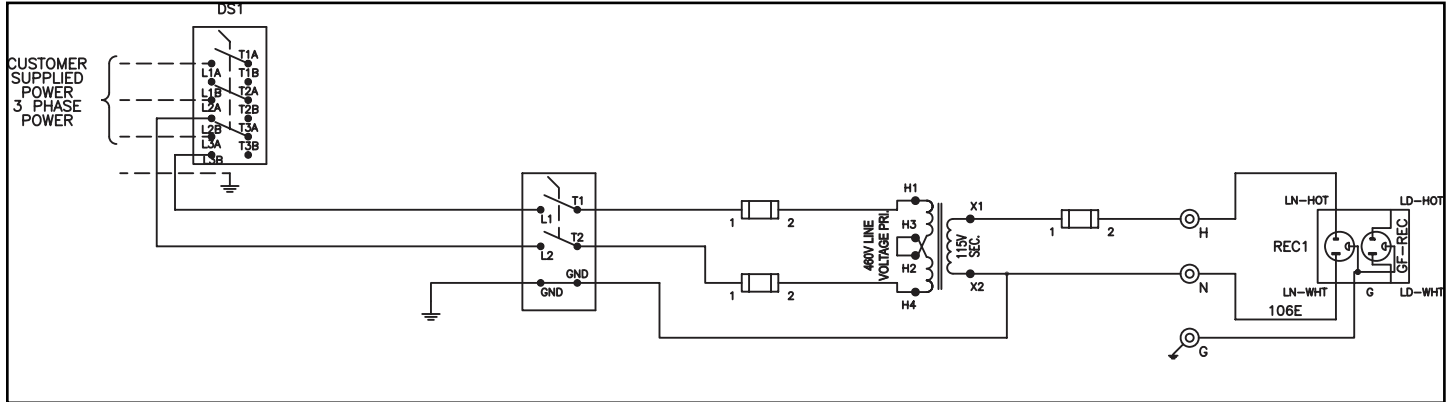 DS1
CUSTOMER
SUPPLIED
POWER
3 PHASE
POWER
T1A
L1A
T1B
L1B
T2A
L2A
T2B
L2B
T3A
L3A
T3B
L3B
T1
L1
T2
L2
GND
GND
1
2
1
2
H1
H3
H2
H4
460V LINE
VOLTAGE PRI.
115V
SEC.
X1
X2
1
2
H
N
G
LN-HOT
LD-HOT
REC1
GF-REC
LN-WHT
G
LD-WHT
106E